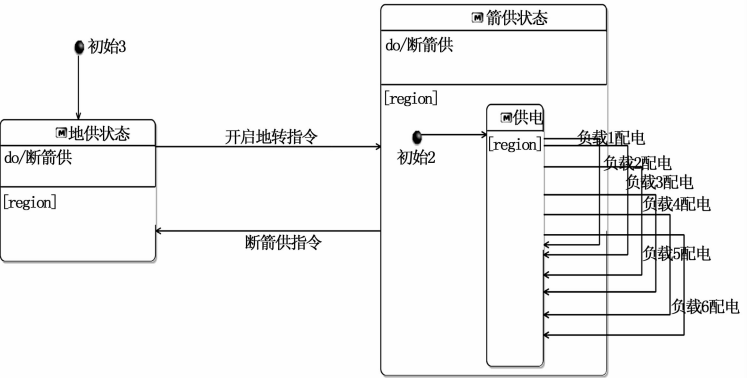 初始3
地供状态
do/断箭供
[region]
开启地转指令
断箭供指令
箭供状态
do/断箭供
[region]
初始2
供电
[region]
负载1配电
负载2配电
负载3配电
负载4配电
负载5配电
负载6配电